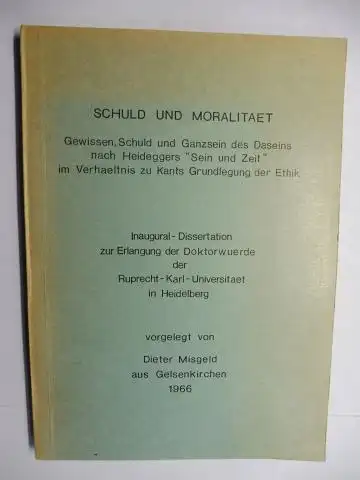 SCHULD UND MORALITAET
Gewissen, Schuld und Ganzsein des Daseins
nach Heideggers "Sein und Zeit"
im Verhaeltnis zu Kants Grundlegung der Ethik
Inaugural-Dissertation
zur Erlangung der Doktorwuerde
der
Ruprecht-Karl-Universitaet
in Heidelberg
vorgelegt von
Dieter Misgeld
aus Gelsenkirchen
1966